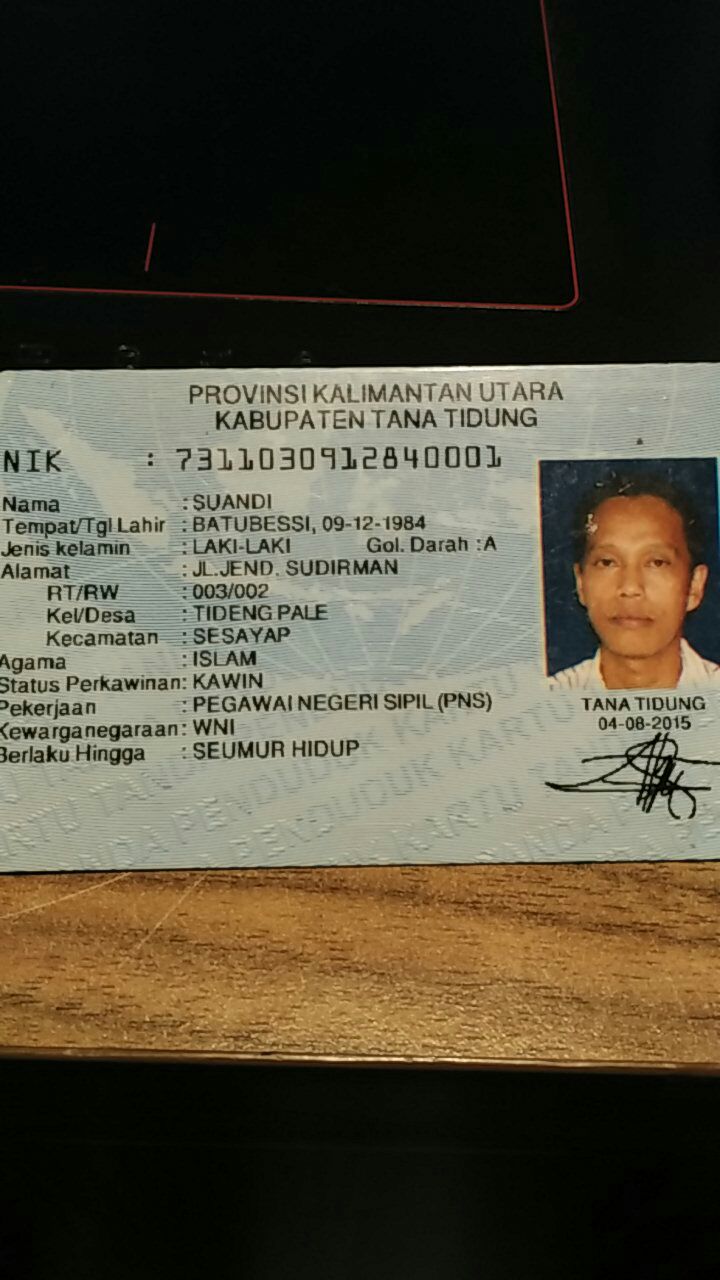 PROVINSI KALIMANTAN UTARA
KABUPATEN TANA TIDUNG
NIK : 7311030912840001
Nama : SUANDI
Tempat/Tgl Lahir : BATUBESSI, 09-12-1984
Jenis kelamin : LAKI-LAKI Gol. Darah : A
Alamat : JL.JEND. SUDIRMAN
RT/RW : 003/002
Kel/Desa : TIDENG PALE
Kecamatan : SESAYAP
Agama : ISLAM
Status Perkawinan: KAWIN
Pekerjaan : PEGAWAI NEGERI SIPIL (PNS)
Kewarganegaraan: WNI
Berlaku Hingga : SEUMUR HIDUP
TANA TIDUNG
04-08-2015